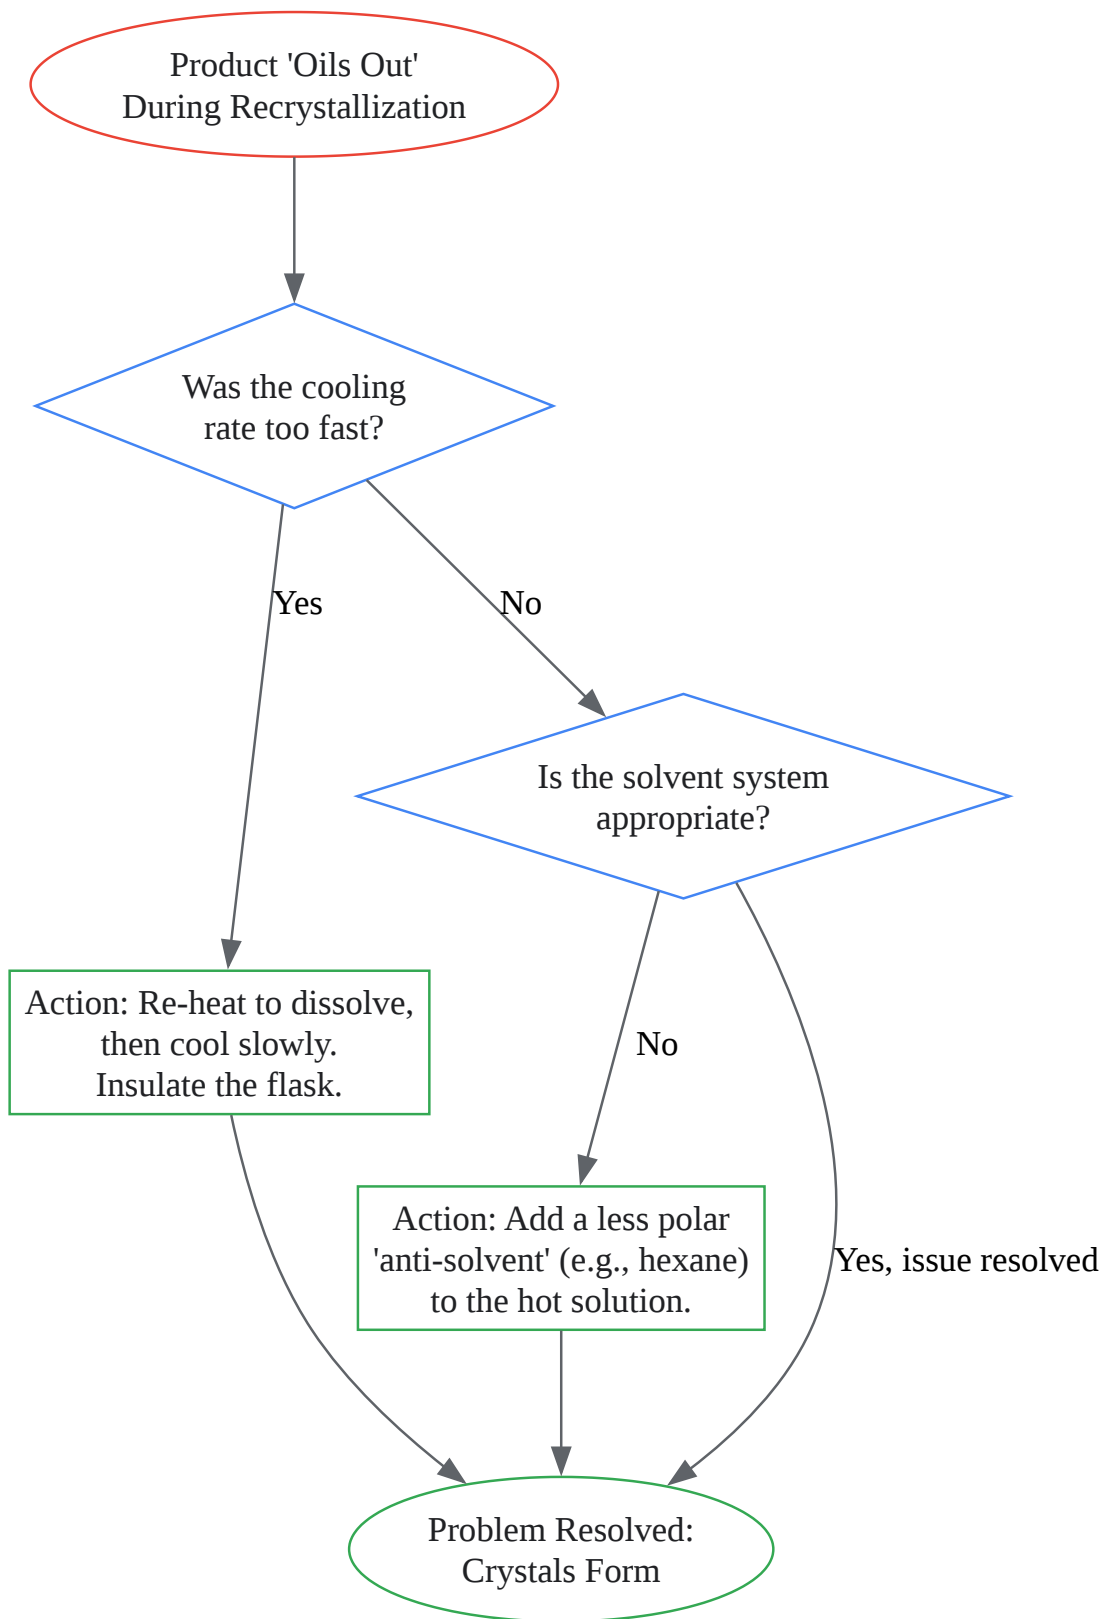 Product 'Oils Out'
During Recrystallization
Was the cooling
rate too fast?
Yes
No
Is the solvent system
appropriate?
Action: Re-heat to dissolve,
then cool slowly.
Insulate the flask.
No
Action: Add a less polar
'anti-solvent' (e.g., hexane)
to the hot solution.
Yes, issue resolved
Problem Resolved:
Crystals Form